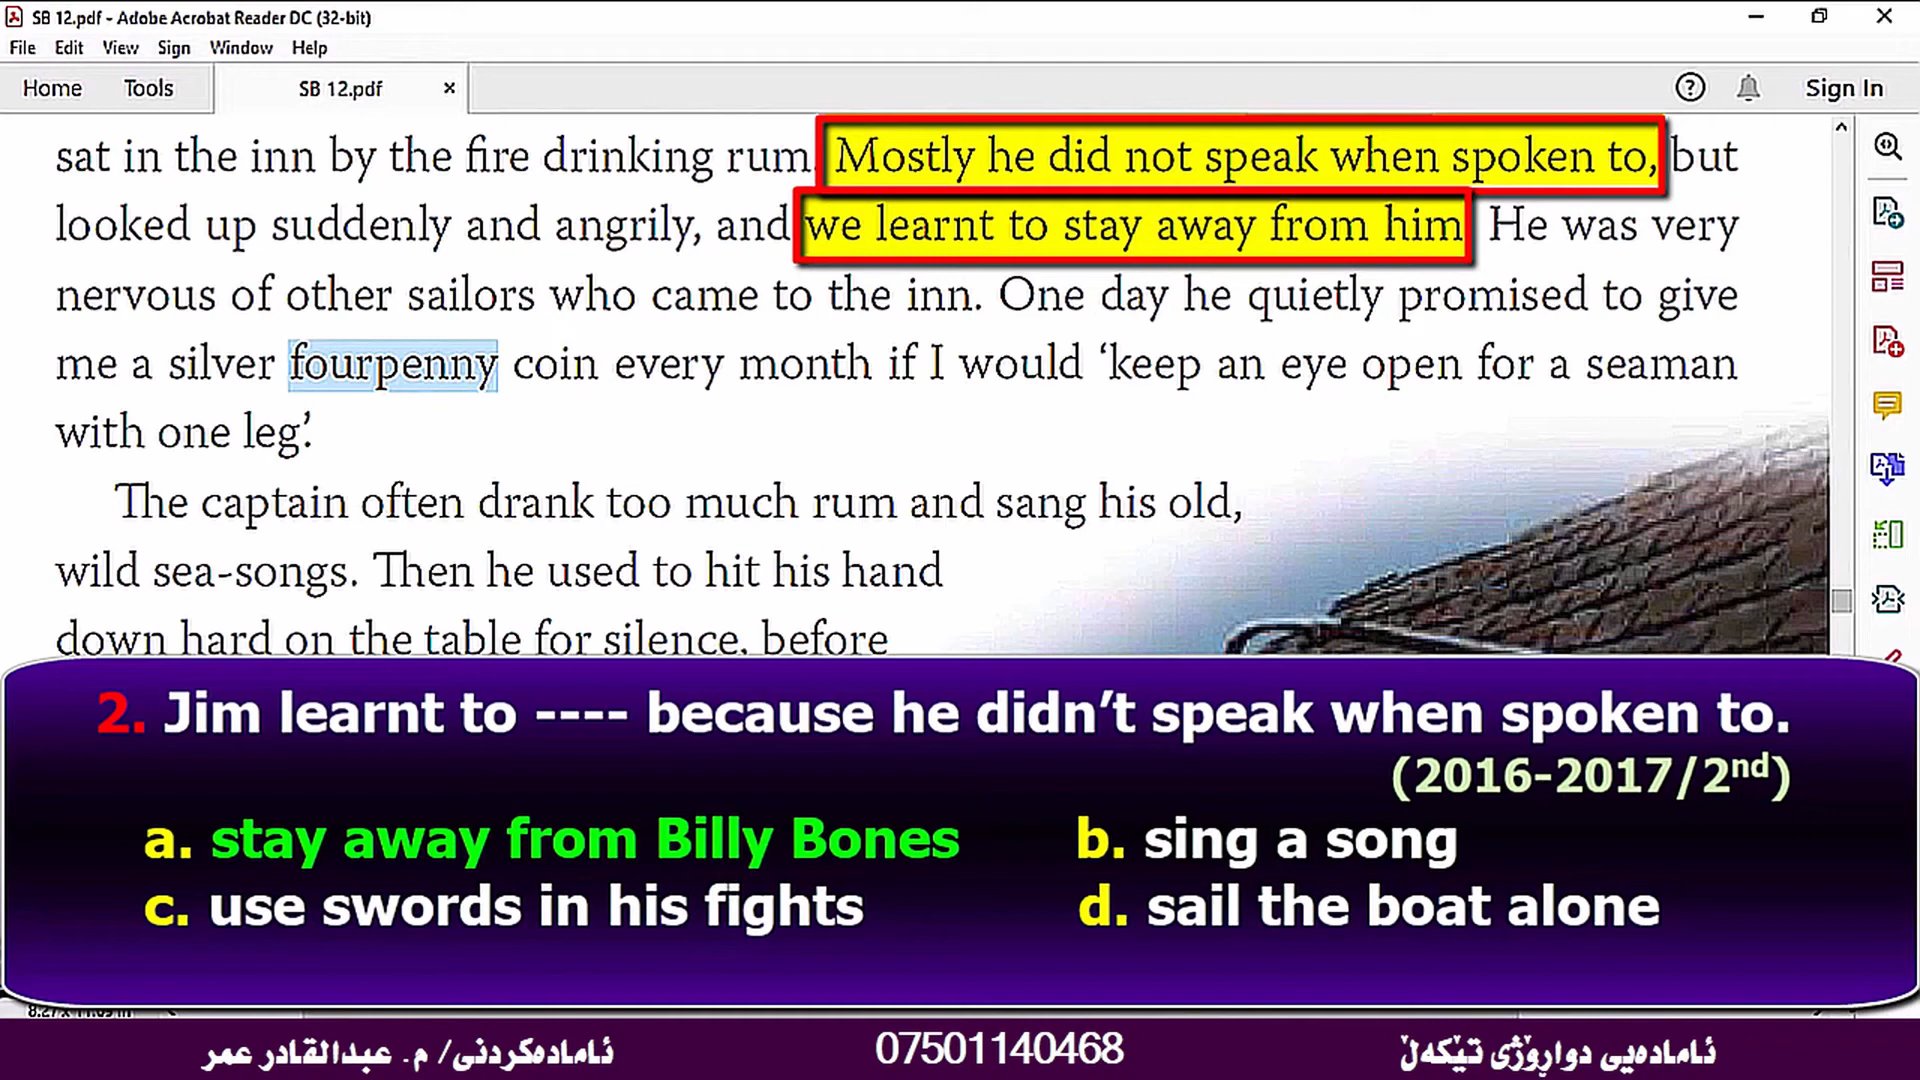 SB 12.pdf - Adobe Acrobat Reader DC (32-bit)
File Edit View Sign Window Help
Home Tools SB 12.pdf × Sign In
sat in the inn by the fire drinking rum. Mostly he did not speak when spoken to, but
looked up suddenly and angrily, and we learnt to stay away from him He was very
nervous of other sailors who came to the inn. One day he quietly promised to give
me a silver fourpenny coin every month if I would ‘keep an eye open for a seaman
with one leg’.
The captain often drank too much rum and sang his old,
wild sea-songs. Then he used to hit his hand
down hard on the table for silence, before
2. Jim learnt to ---- because he didn’t speak when spoken to.
(2016-2017/2nd)
a. stay away from Billy Bones b. sing a song
c. use swords in his fights d. sail the boat alone
ئامادەکردنی/ م. عبدالقادر عمر 07501140468 ئامادەیی دواڕۆژی تێکەڵ